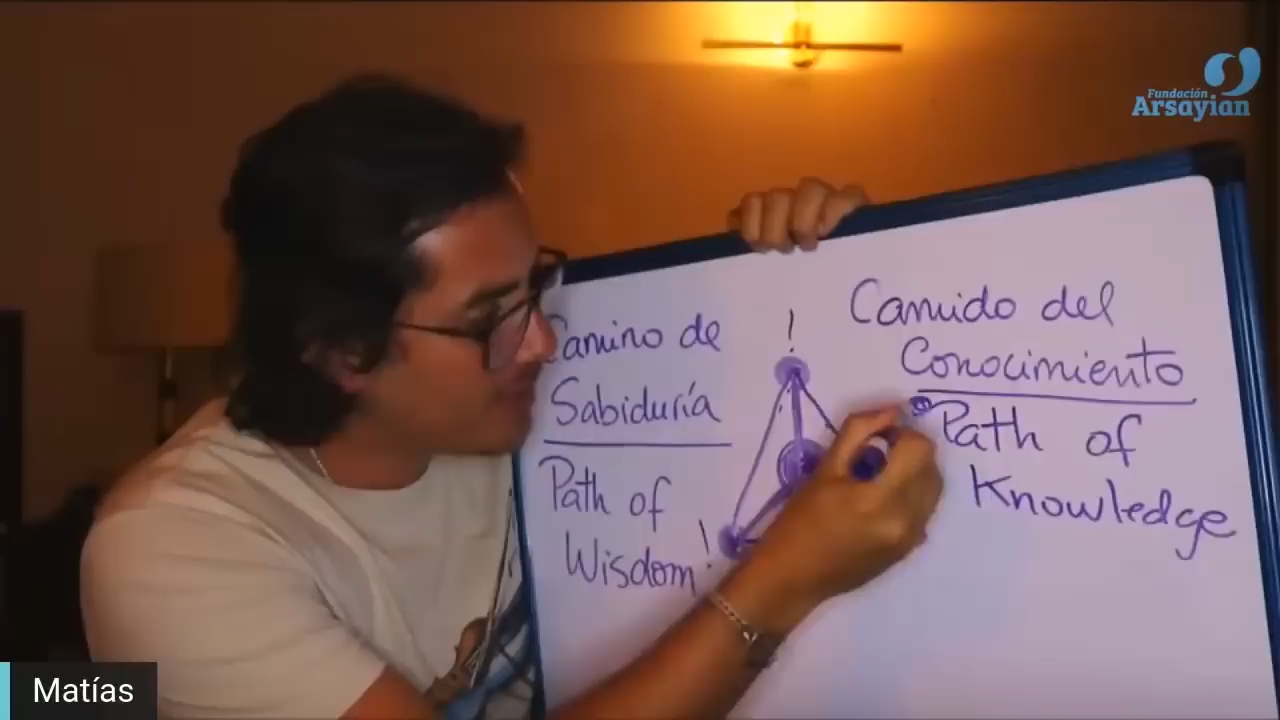 Fundación
Arsayian
Camino de
Sabiduría
Path of
Wisdom
!
!
Camido del
Conocimiento
Path of
Knowledge
Matías